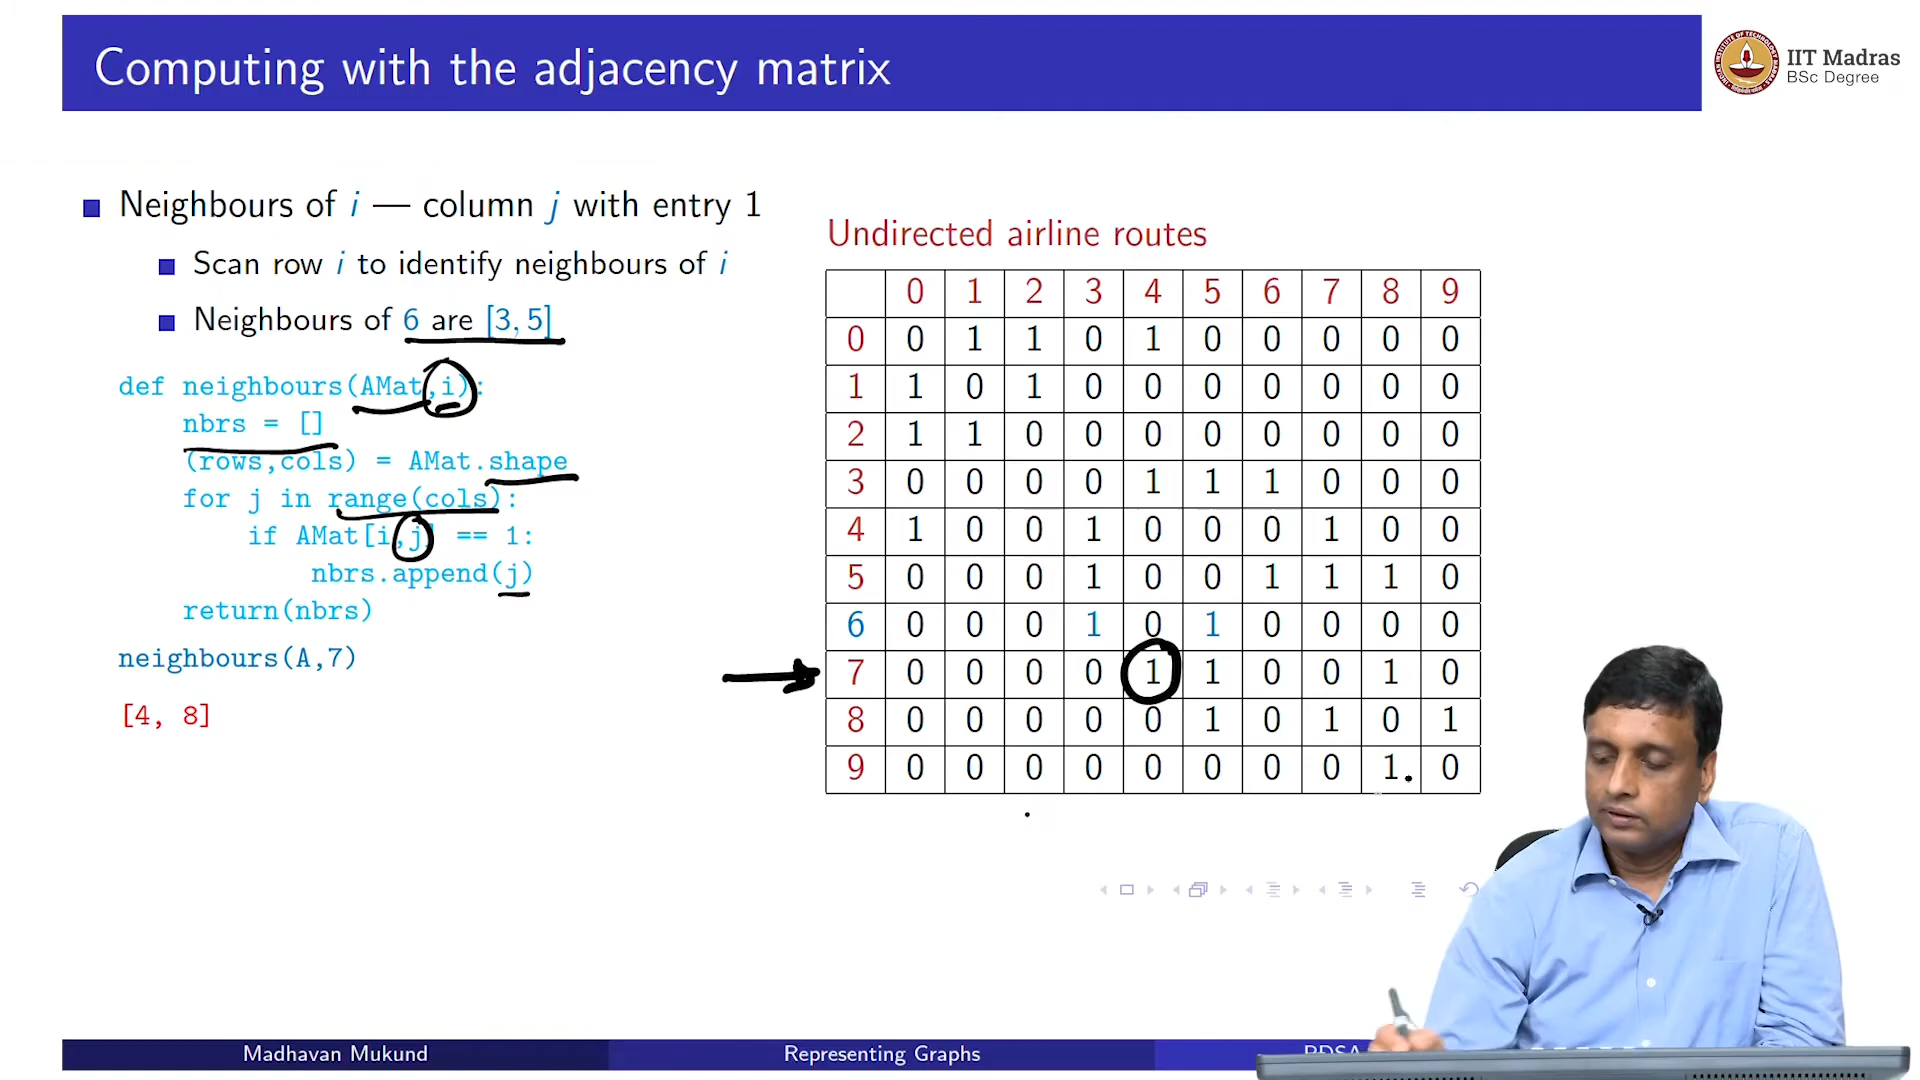 Computing with the adjacency matrix
IIT Madras
BSc Degree
■ Neighbours of i — column j with entry 1
■ Scan row i to identify neighbours of i
■ Neighbours of 6 are [3, 5]
def neighbours(AMat,i):
nbrs = []
(rows,cols) = AMat.shape
for j in range(cols):
if AMat[i,j] == 1:
nbrs.append(j)
return(nbrs)
neighbours(A,7)
[4, 8]
Undirected airline routes
0 1 2 3 4 5 6 7 8 9
0 0 1 1 0 1 0 0 0 0 0
1 1 0 1 0 0 0 0 0 0 0
2 1 1 0 0 0 0 0 0 0 0
3 0 0 0 0 1 1 1 0 0 0
4 1 0 0 1 0 0 0 1 0 0
5 0 0 0 1 0 0 1 1 1 0
6 0 0 0 1 0 1 0 0 0 0
7 0 0 0 0 1 1 0 0 1 0
8 0 0 0 0 0 1 0 1 0 1
9 0 0 0 0 0 0 0 0 1 0
Madhavan Mukund
Representing Graphs